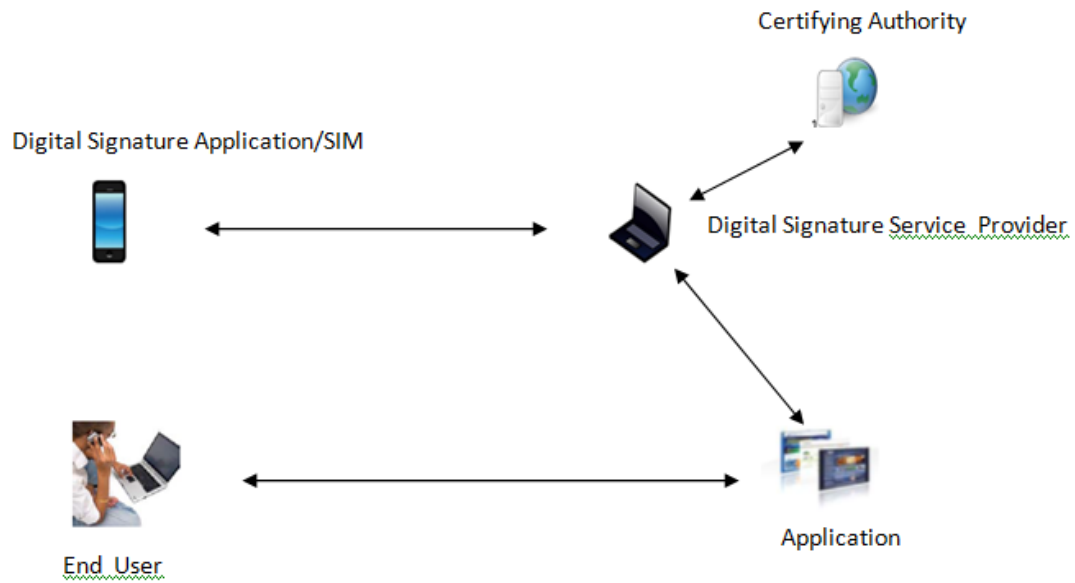 Certifying Authority
Digital Signature Application/SIM
Digital Signature Service Provider
Application
End User